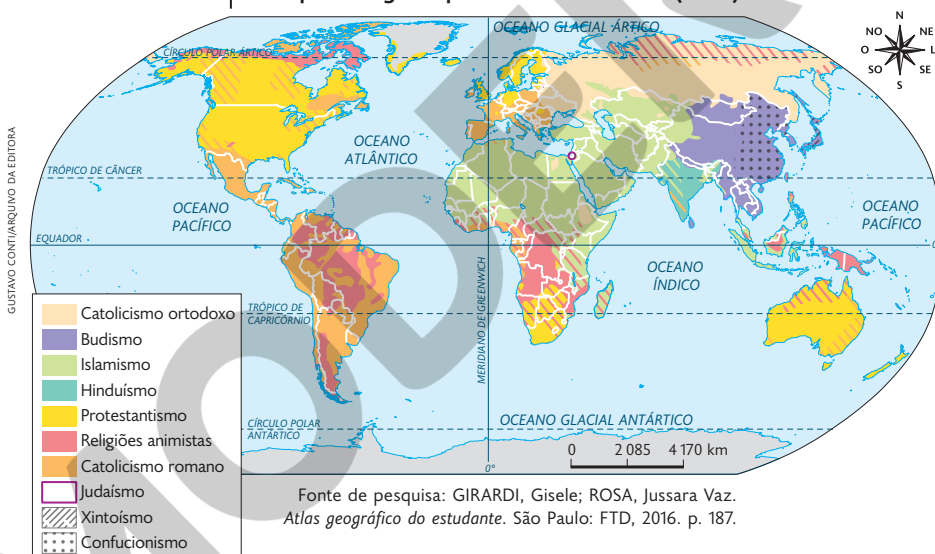 OCEANO GLACIAL ÁRTICO
CÍRCULO POLAR ÁRTICO
N
NO
NE
O
L
SO
SE
S
OCEANO
ATLÂNTICO
TRÓPICO DE CÂNCER
OCEANO
PACÍFICO
OCEANO
PACÍFICO
EQUADOR
0°
OCEANO
ÍNDICO
MERIDIANO DE GREENWICH
TRÓPICO DE
CAPRICÓRNIO
CÍRCULO POLAR
ANTÁRTICO
OCEANO GLACIAL ANTÁRTICO
0 2 085 4 170 km
0°
GUSTAVO CONTI/ARQUIVO DA EDITORA
Catolicismo ortodoxo
Budismo
Islamismo
Hinduísmo
Protestantismo
Religiões animistas
Catolicismo romano
Judaísmo
Xintoísmo
Confucionismo
Fonte de pesquisa: GIRARDI, Gisele; ROSA, Jussara Vaz.
Atlas geográfico do estudante. São Paulo: FTD, 2016. p. 187.